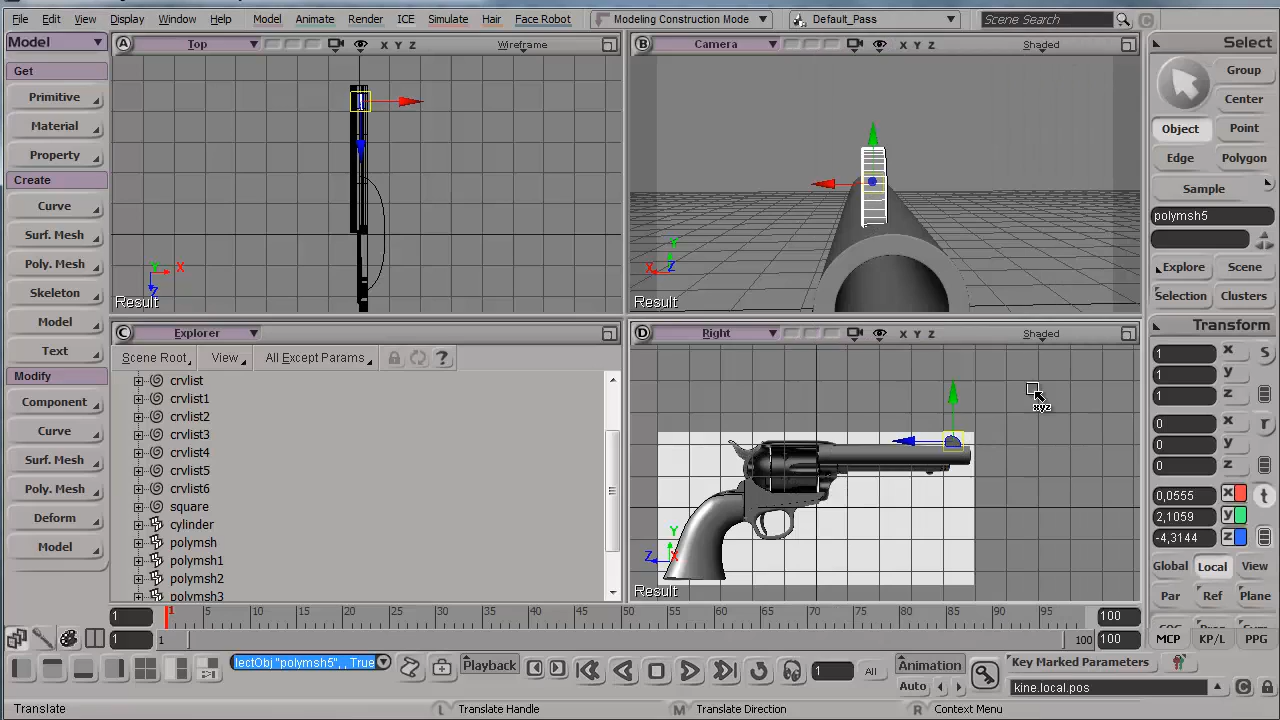 File Edit View Display Window Help Model Animate Render ICE Simulate Hair Face Robot Modeling Construction Mode Default_Pass Scene Search C
Model
Get
Primitive
Material
Property
Create
Curve
Surf. Mesh
Poly. Mesh
Skeleton
Model
Text
Modify
Component
Curve
Surf. Mesh
Poly. Mesh
Deform
Model
A Top X Y Z Wireframe
Y X Z
Result
B Camera X Y Z Shaded
Y X Z
Result
C Explorer
Scene Root View All Except Params ?
crvlist
crvlist1
crvlist2
crvlist3
crvlist4
crvlist5
crvlist6
square
cylinder
polymsh
polymsh1
polymsh2
polymsh3
D Right X Y Z Shaded
xyz
Y Z X
Result
Select
Group
Center
Object Point
Edge Polygon
Sample
polymsh5
Explore Scene
Selection Clusters
Transform
1 x s
1 y
1 z
0 x r
0 y
0 z
0,0555 x t
2,1059 y
-4,3144 z
Global Local View
Par Ref Plane
MCP KP/L PPG
1 1 5 10 15 20 25 30 35 40 45 50 55 60 65 70 75 80 85 90 95 100
1 1 100 100
lectObj "polymsh5", , True Playback 1 All Animation Key Marked Parameters
Auto kine.local.pos C
Translate L Translate Handle M Translate Direction R Context Menu